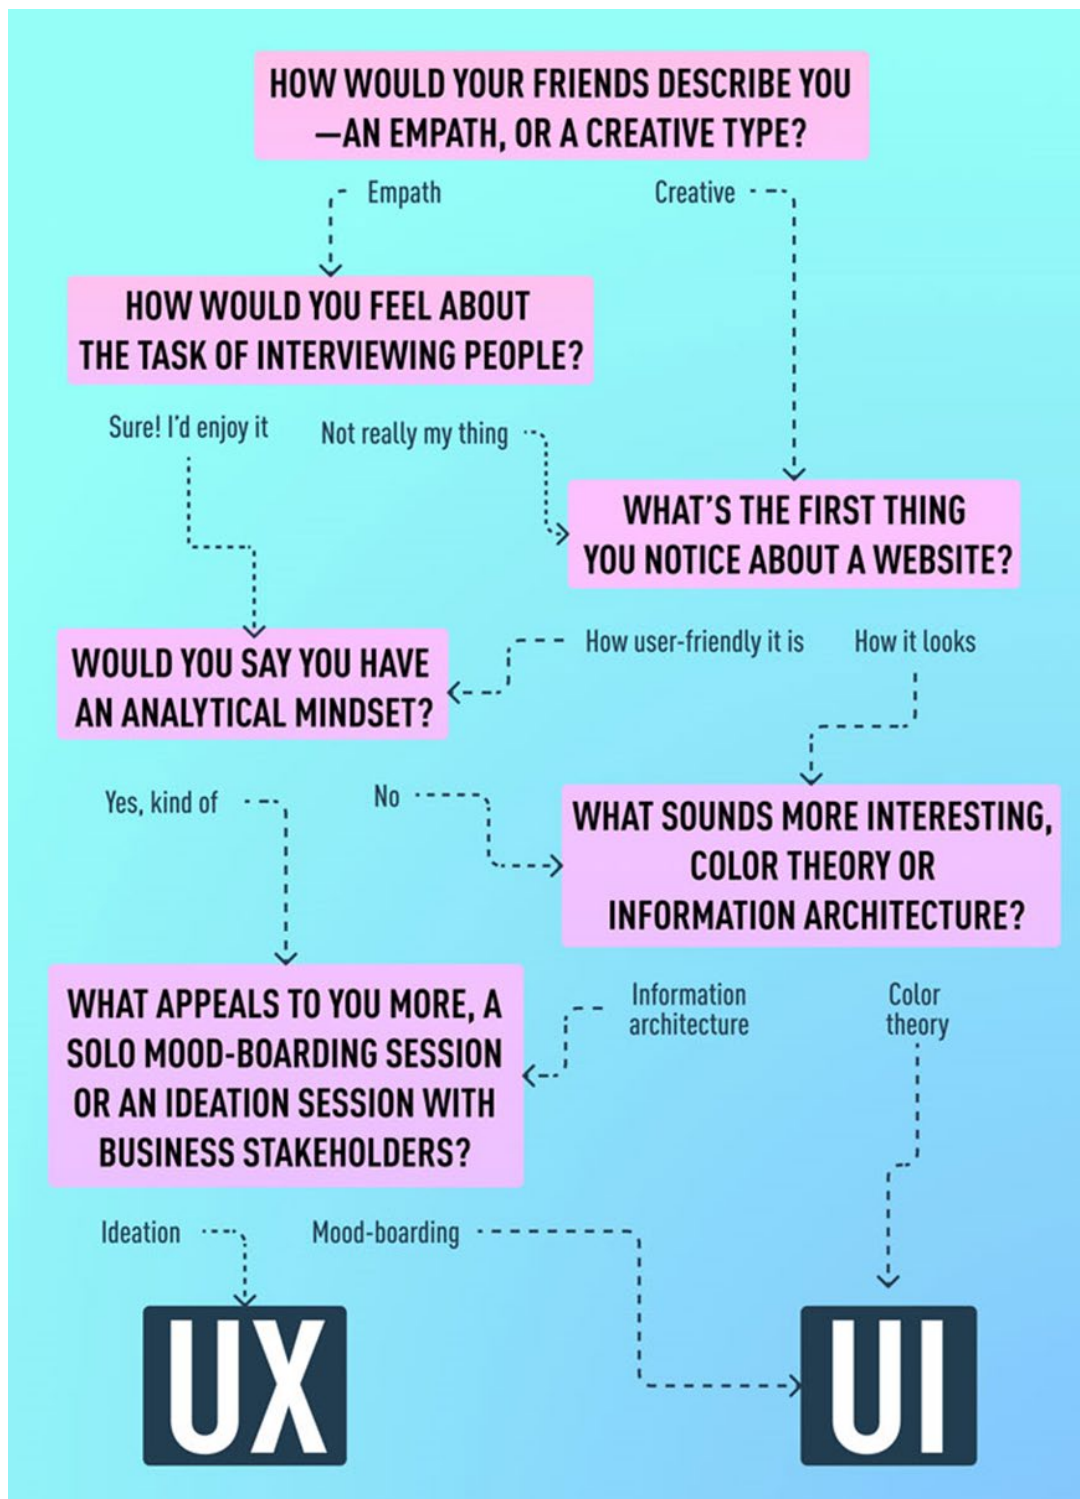 HOW WOULD YOUR FRIENDS DESCRIBE YOU
—AN EMPATH, OR A CREATIVE TYPE?
Empath
Creative
HOW WOULD YOU FEEL ABOUT
THE TASK OF INTERVIEWING PEOPLE?
Sure! I'd enjoy it
Not really my thing
WHAT'S THE FIRST THING
YOU NOTICE ABOUT A WEBSITE?
How user-friendly it is
How it looks
WOULD YOU SAY YOU HAVE
AN ANALYTICAL MINDSET?
Yes, kind of
No
WHAT SOUNDS MORE INTERESTING,
COLOR THEORY OR
INFORMATION ARCHITECTURE?
Information
architecture
Color
theory
WHAT APPEALS TO YOU MORE, A
SOLO MOOD-BOARDING SESSION
OR AN IDEATION SESSION WITH
BUSINESS STAKEHOLDERS?
Ideation
Mood-boarding
UX
UI